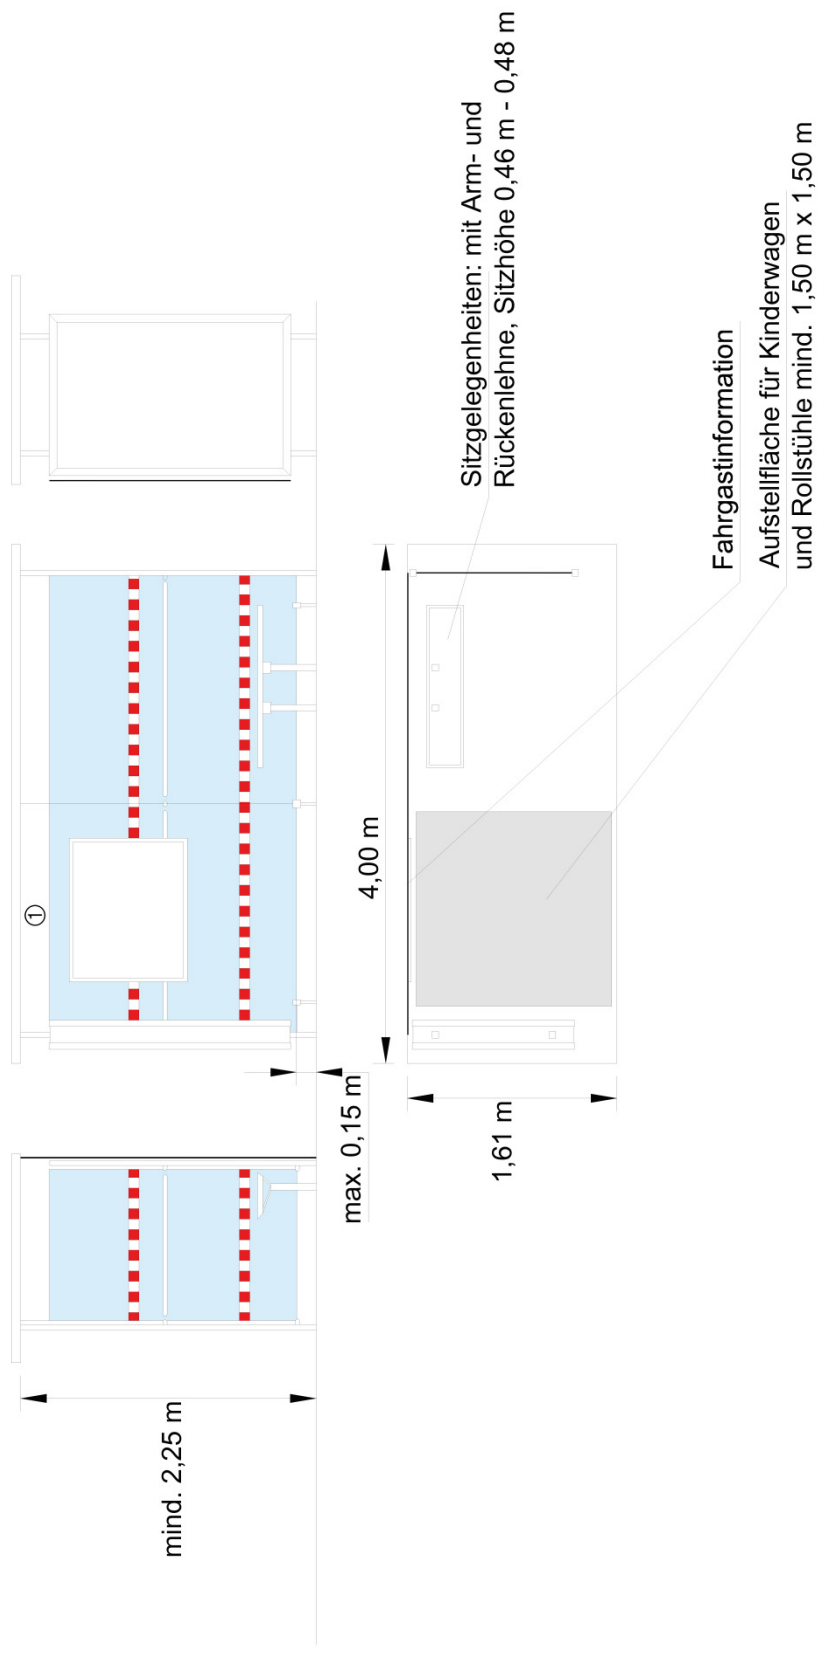 ①
mind. 2,25 m
max. 0,15 m
4,00 m
1,61 m
Sitzgelegenheiten: mit Arm- und
Rückenlehne, Sitzhöhe 0,46 m - 0,48 m
Fahrgastinformation
Aufstellfläche für Kinderwagen
und Rollstühle mind. 1,50 m x 1,50 m